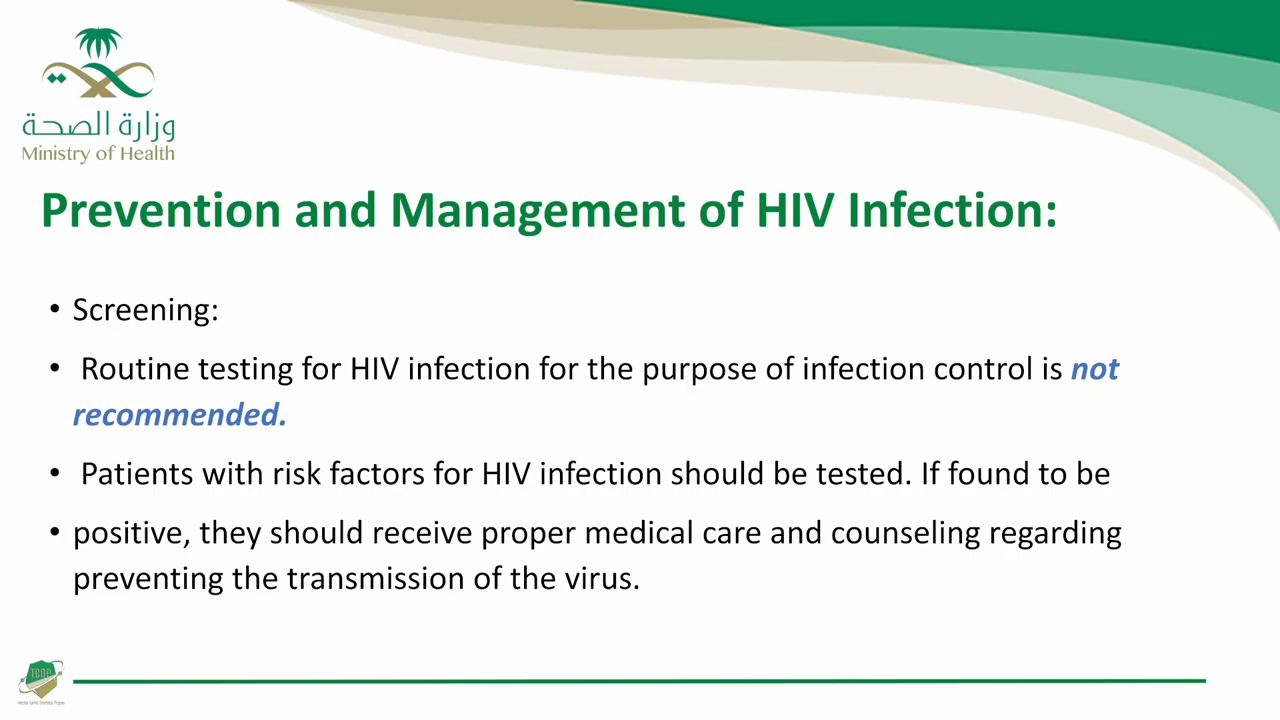 وزارة الصحة
Ministry of Health
Prevention and Management of HIV Infection:
• Screening:
• Routine testing for HIV infection for the purpose of infection control is not
recommended.
• Patients with risk factors for HIV infection should be tested. If found to be
• positive, they should receive proper medical care and counseling regarding
preventing the transmission of the virus.